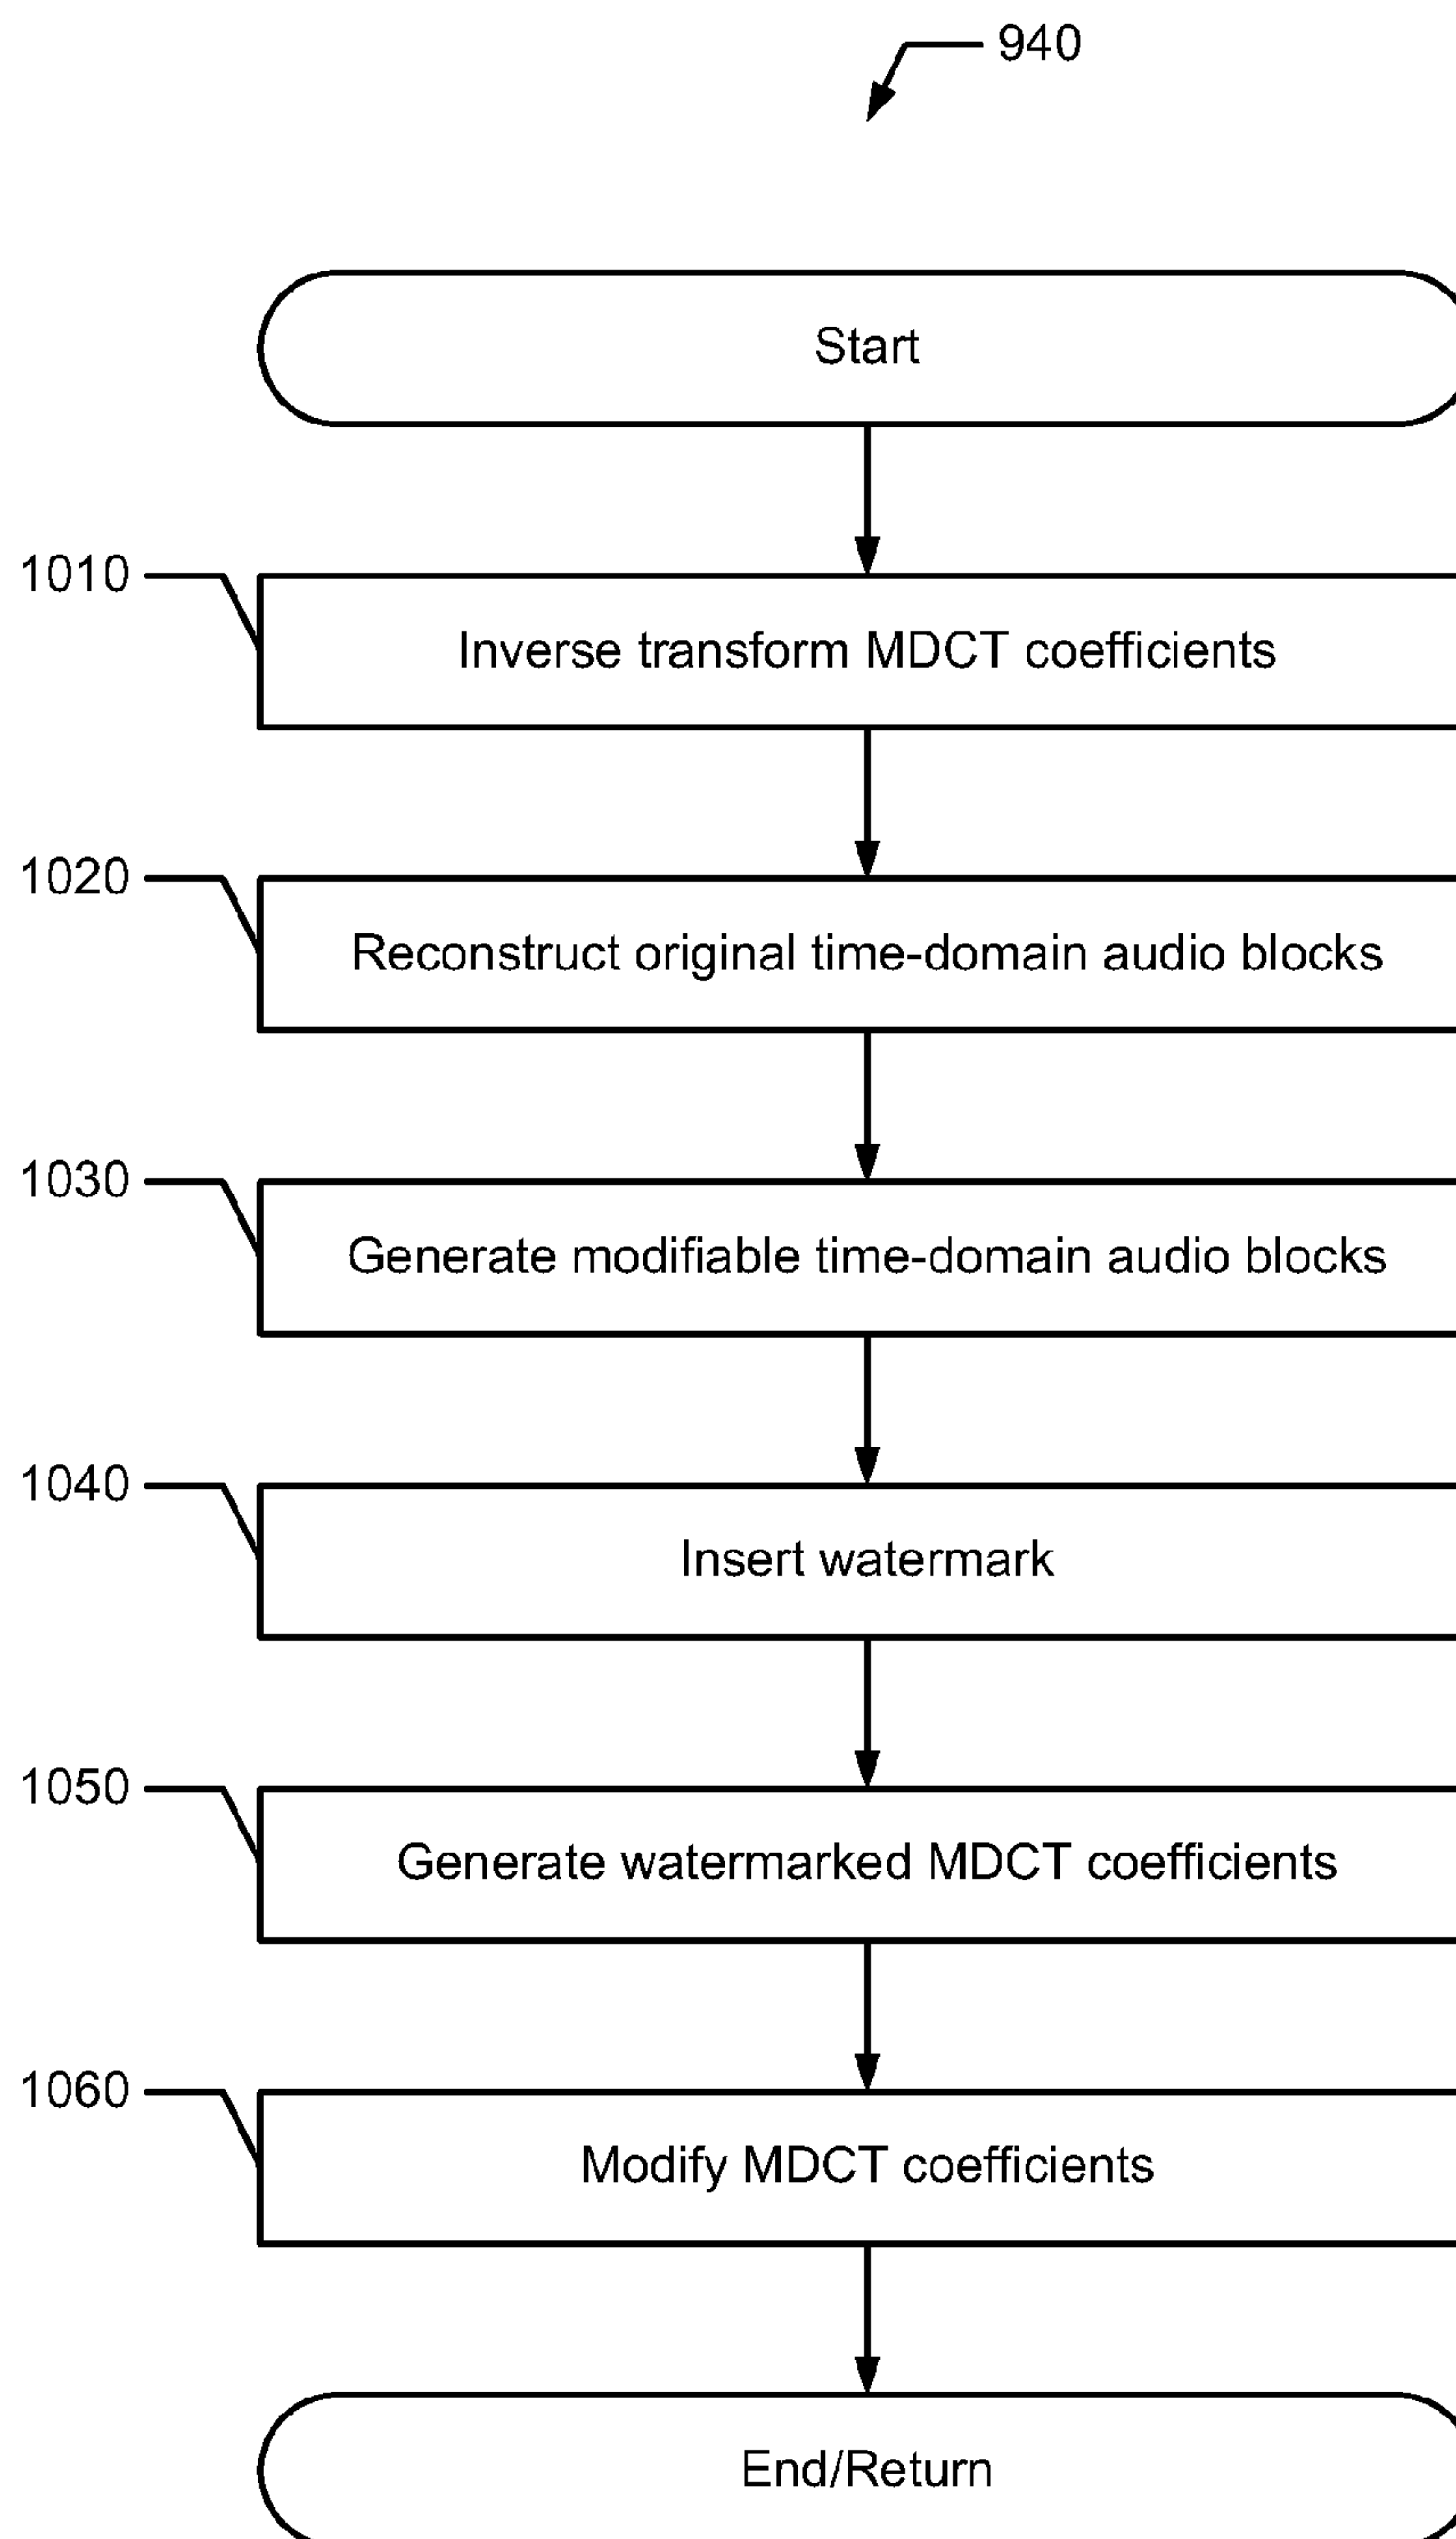 940
Start
1010
Inverse transform MDCT coefficients
1020
Reconstruct original time-domain audio blocks
1030
Generate modifiable time-domain audio blocks
1040
Insert watermark
1050
Generate watermarked MDCT coefficients
1060
Modify MDCT coefficients
End/Return